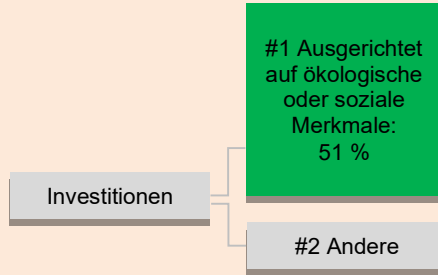 #1 Ausgerichtet
auf ökologische
oder soziale
Merkmale:
51 %
Investitionen
#2 Andere